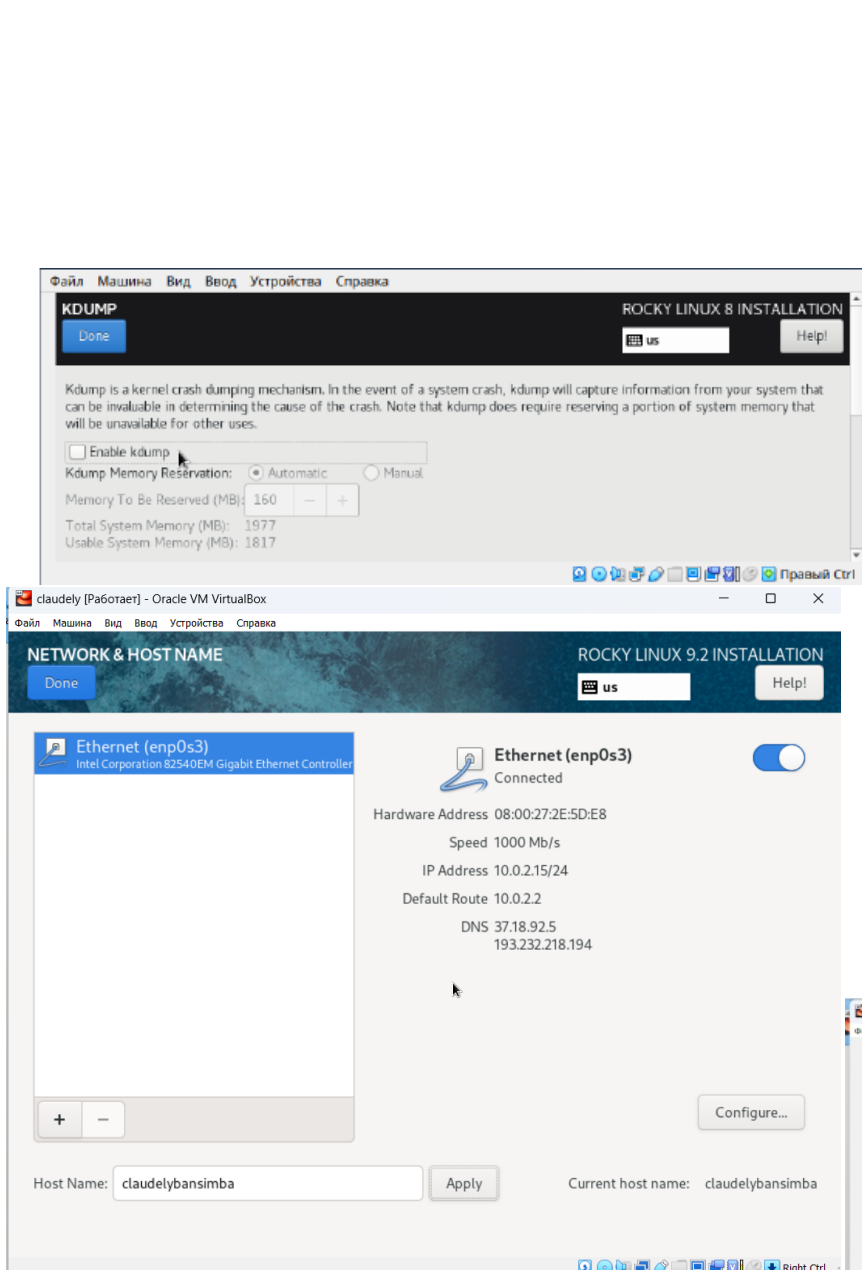 Файл Машина Вид Ввод Устройства Справка
KDUMP
ROCKY LINUX 8 INSTALLATION
Done
us
Help!
Kdump is a kernel crash dumping mechanism. In the event of a system crash, kdump will capture information from your system that
can be invaluable in determining the cause of the crash. Note that kdump does require reserving a portion of system memory that
will be unavailable for other uses.
Enable kdump
Kdump Memory Reservation: Automatic Manual
Memory To Be Reserved (MB): 160 − +
Total System Memory (MB): 1977
Usable System Memory (MB): 1817
Правый Ctrl
claudely [Работает] - Oracle VM VirtualBox
Файл Машина Вид Ввод Устройства Справка
NETWORK & HOST NAME
ROCKY LINUX 9.2 INSTALLATION
Done
us
Help!
Ethernet (enp0s3)
Intel Corporation 82540EM Gigabit Ethernet Controller
Ethernet (enp0s3)
Connected
Hardware Address 08:00:27:2E:5D:E8
Speed 1000 Mb/s
IP Address 10.0.2.15/24
Default Route 10.0.2.2
DNS 37.18.92.5
193.232.218.194
+ −
Configure...
Host Name: claudelybansimba Apply Current host name: claudelybansimba
Right Ctrl